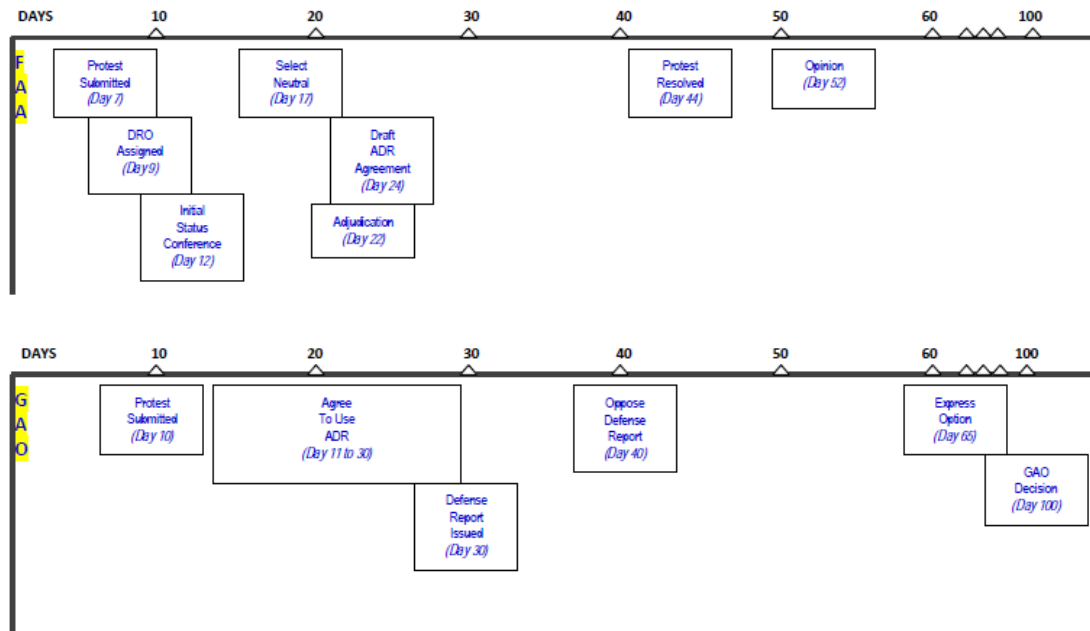 DAYS 10 20 30 40 50 60 100
F
A
A
Protest
Submitted
(Day 7)
DRO
Assigned
(Day 9)
Initial
Status
Conference
(Day 12)
Select
Neutral
(Day 17)
Draft
ADR
Agreement
(Day 24)
Adjudication
(Day 22)
Protest
Resolved
(Day 44)
Opinion
(Day 52)
DAYS 10 20 30 40 50 60 100
G
A
O
Protest
Submitted
(Day 10)
Agree
To Use
ADR
(Day 11 to 30)
Defense
Report
Issued
(Day 30)
Oppose
Defense
Report
(Day 40)
Express
Option
(Day 65)
GAO
Decision
(Day 100)